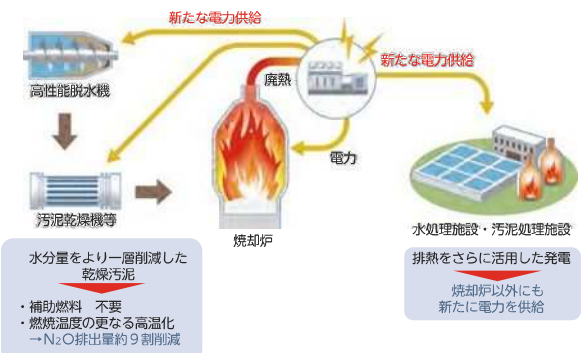 新たな電力供給
新たな電力供給
高性能脱水機
廃熱
電力
汚泥乾燥機等
焼却炉
水処理施設・汚泥処理施設
水分量をより一層削減した
乾燥汚泥
・補助燃料　不要
・燃焼温度の更なる高温化
→N₂O排出量約9割削減
排熱をさらに活用した発電
焼却炉以外にも
新たに電力を供給